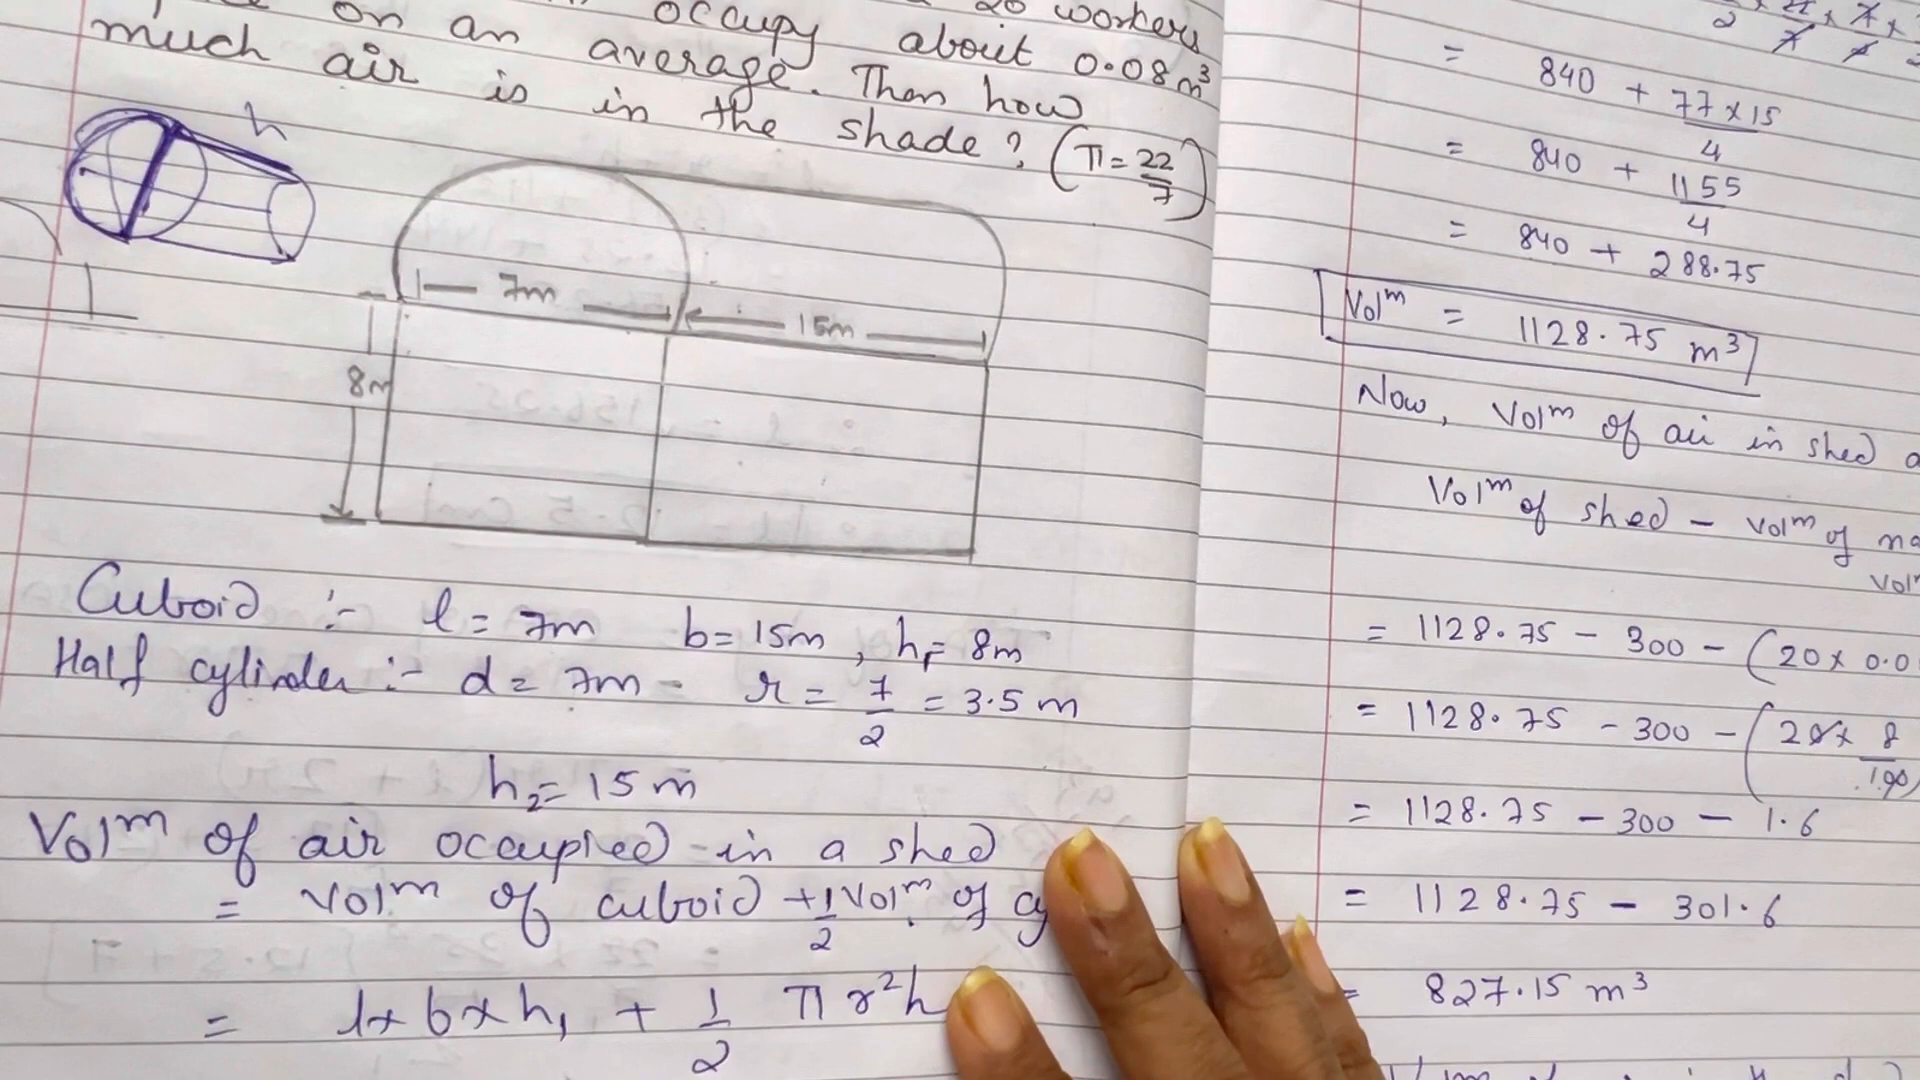 on an occupy about 20 workers
average. 0.08m³
much air is in the shade? Then how
(π = 22/7)
h
7m
15m
8m
Cuboid :- l = 7m b = 15m, h₁ = 8m
Half cylinder :- d = 7m r = 7/2 = 3.5 m
h₂ = 15 m
Volᵐ of air occupied in a shed
= Volᵐ of cuboid + 1/2 Volᵐ of cy
= l × b × h₁ + 1/2 π r² h
= 840 + 77 × 15/4
= 840 + 1155/4
= 840 + 288.75
Volᵐ = 1128.75 m³
Now, Volᵐ of air in shed
Volᵐ of shed - Volᵐ of
= 1128.75 - 300 - (20 × 0.0
= 1128.75 - 300 - (20 × 8/100)
= 1128.75 - 300 - 1.6
= 1128.75 - 301.6
= 827.15 m³